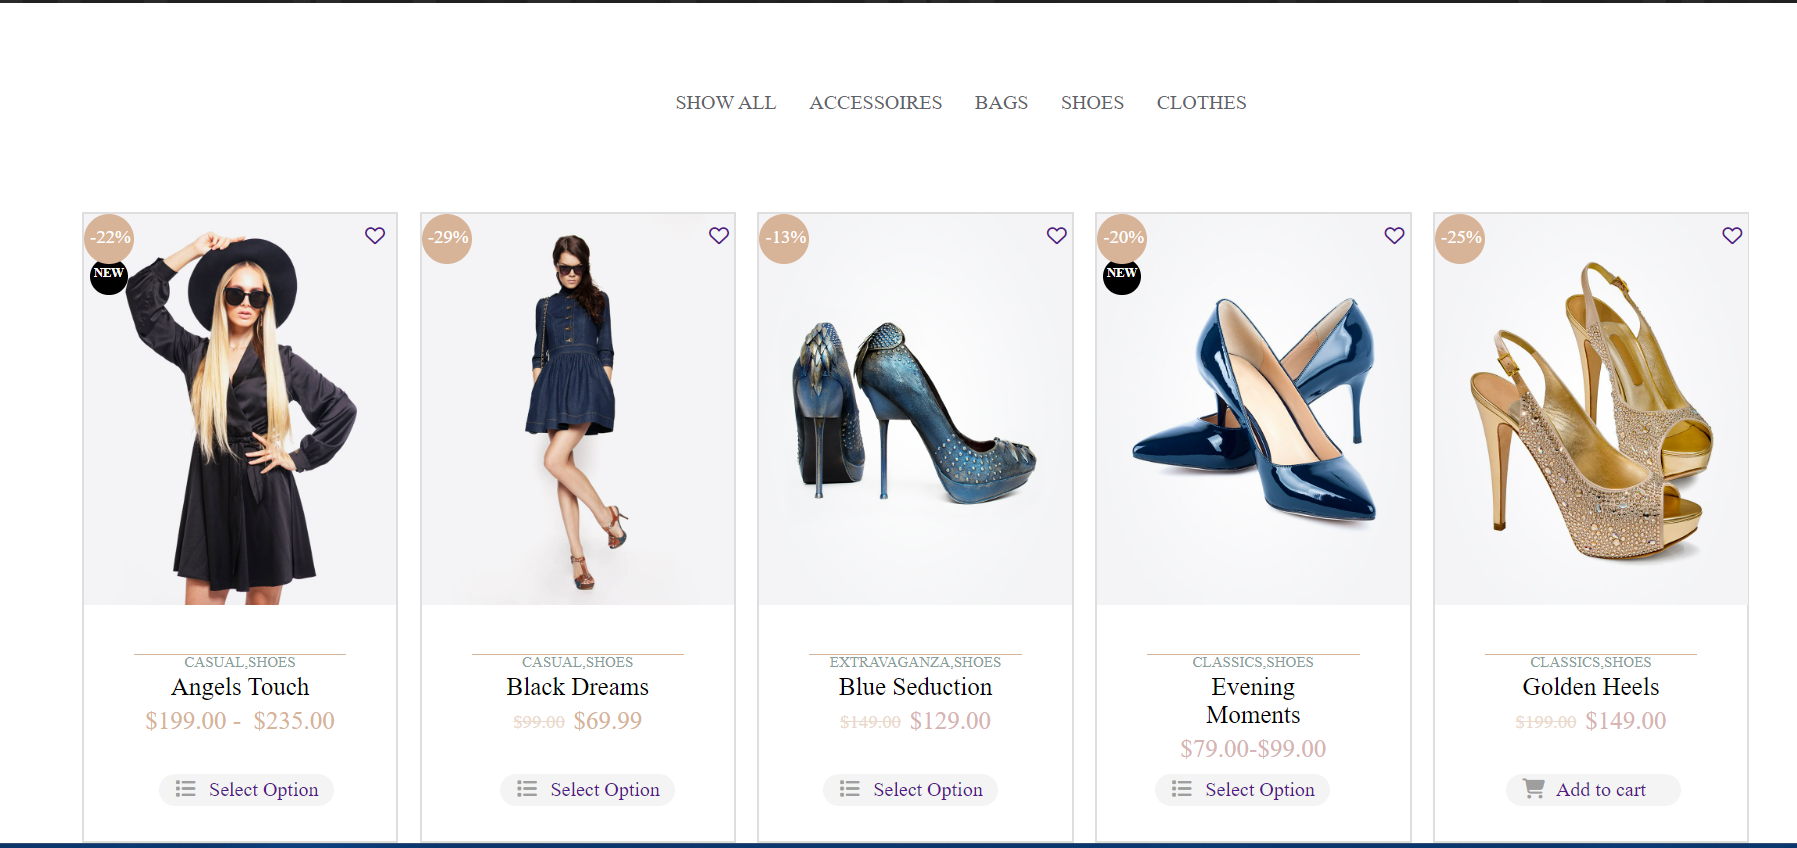 SHOW ALL ACCESSOIRES BAGS SHOES CLOTHES
-22%
NEW
CASUAL,SHOES
Angels Touch
$199.00 - $235.00
Select Option
-29%
CASUAL,SHOES
Black Dreams
$99.00 $69.99
Select Option
-13%
EXTRAVAGANZA,SHOES
Blue Seduction
$149.00 $129.00
Select Option
-20%
NEW
CLASSICS,SHOES
Evening
Moments
$79.00-$99.00
Select Option
-25%
CLASSICS,SHOES
Golden Heels
$199.00 $149.00
Add to cart